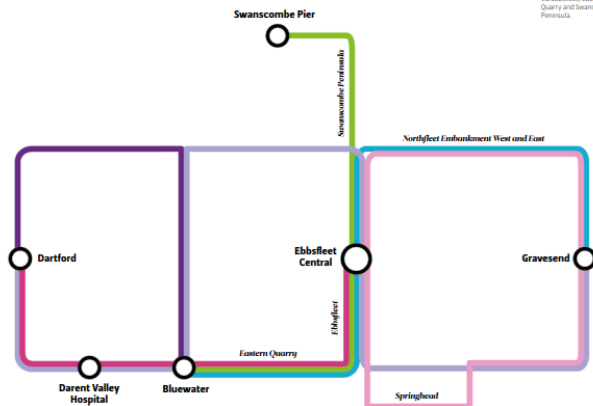 Quarry and Swans
Peninsula.
Swanscombe Pier
Swanscombe Peninsula
Northfleet Embankment West and East
Dartford
Ebbsfleet
Central
Gravesend
Ebbsfleet
Eastern Quarry
Darent Valley
Hospital
Bluewater
Springhead